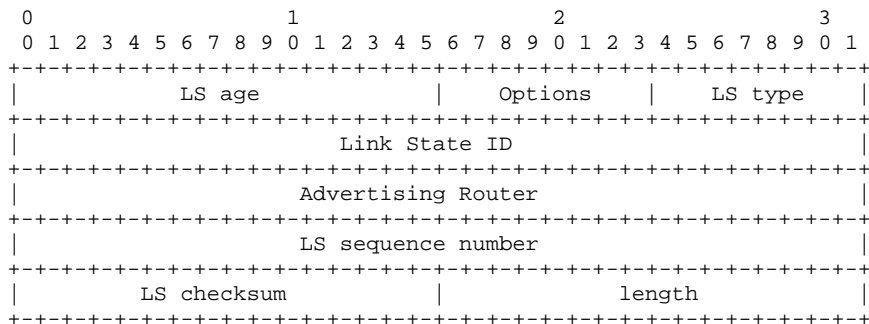 0                   1                   2                   3
0 1 2 3 4 5 6 7 8 9 0 1 2 3 4 5 6 7 8 9 0 1 2 3 4 5 6 7 8 9 0 1
+-+-+-+-+-+-+-+-+-+-+-+-+-+-+-+-+-+-+-+-+-+-+-+-+-+-+-+-+-+-+-+-+
|            LS age             |    Options    |    LS type    |
+-+-+-+-+-+-+-+-+-+-+-+-+-+-+-+-+-+-+-+-+-+-+-+-+-+-+-+-+-+-+-+-+
|                        Link State ID                          |
+-+-+-+-+-+-+-+-+-+-+-+-+-+-+-+-+-+-+-+-+-+-+-+-+-+-+-+-+-+-+-+-+
|                     Advertising Router                        |
+-+-+-+-+-+-+-+-+-+-+-+-+-+-+-+-+-+-+-+-+-+-+-+-+-+-+-+-+-+-+-+-+
|                     LS sequence number                        |
+-+-+-+-+-+-+-+-+-+-+-+-+-+-+-+-+-+-+-+-+-+-+-+-+-+-+-+-+-+-+-+-+
|         LS checksum           |             length            |
+-+-+-+-+-+-+-+-+-+-+-+-+-+-+-+-+-+-+-+-+-+-+-+-+-+-+-+-+-+-+-+-+